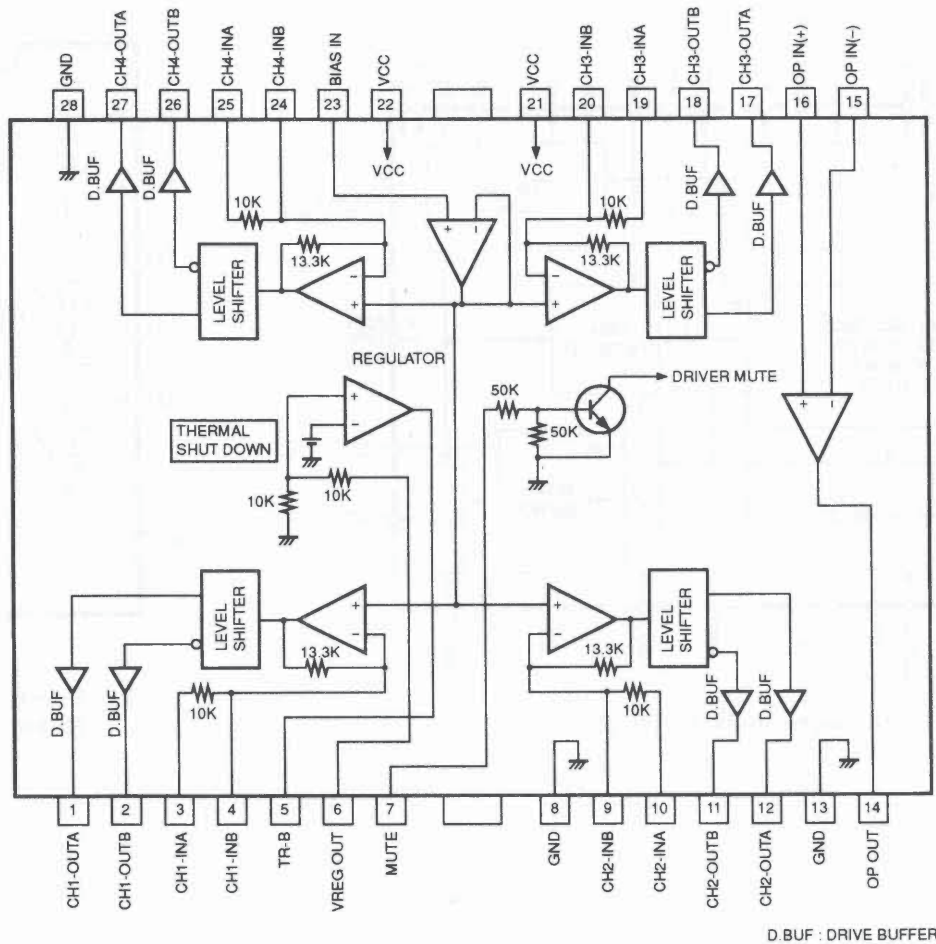 GND
CH4-OUTA
CH4-OUTB
CH4-INA
CH4-INB
BIAS IN
VCC
VCC
CH3-INB
CH3-INA
CH3-OUTB
CH3-OUTA
OP IN(+)
OP IN(−)
28
27
26
25
24
23
22
21
20
19
18
17
16
15
D.BUF
D.BUF
VCC
VCC
D.BUF
D.BUF
10K
10K
13.3K
13.3K
+
−
LEVEL
SHIFTER
−
+
−
+
LEVEL
SHIFTER
REGULATOR
DRIVER MUTE
50K
50K
THERMAL
SHUT DOWN
+
−
+
−
10K
10K
LEVEL
SHIFTER
+
−
+
−
LEVEL
SHIFTER
13.3K
13.3K
D.BUF
D.BUF
10K
10K
D.BUF
D.BUF
1
2
3
4
5
6
7
8
9
10
11
12
13
14
CH1-OUTA
CH1-OUTB
CH1-INA
CH1-INB
TR-B
VREG OUT
MUTE
GND
CH2-INB
CH2-INA
CH2-OUTB
CH2-OUTA
GND
OP OUT
D.BUF : DRIVE BUFFER